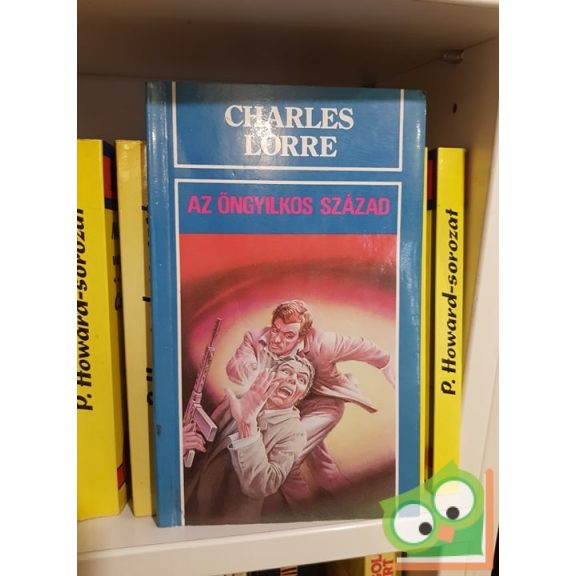 CHARLES
LORRE
AZ ÖNGYILKOS SZÁZAD
P. Howard-sorozat
P. Howard-sorozat